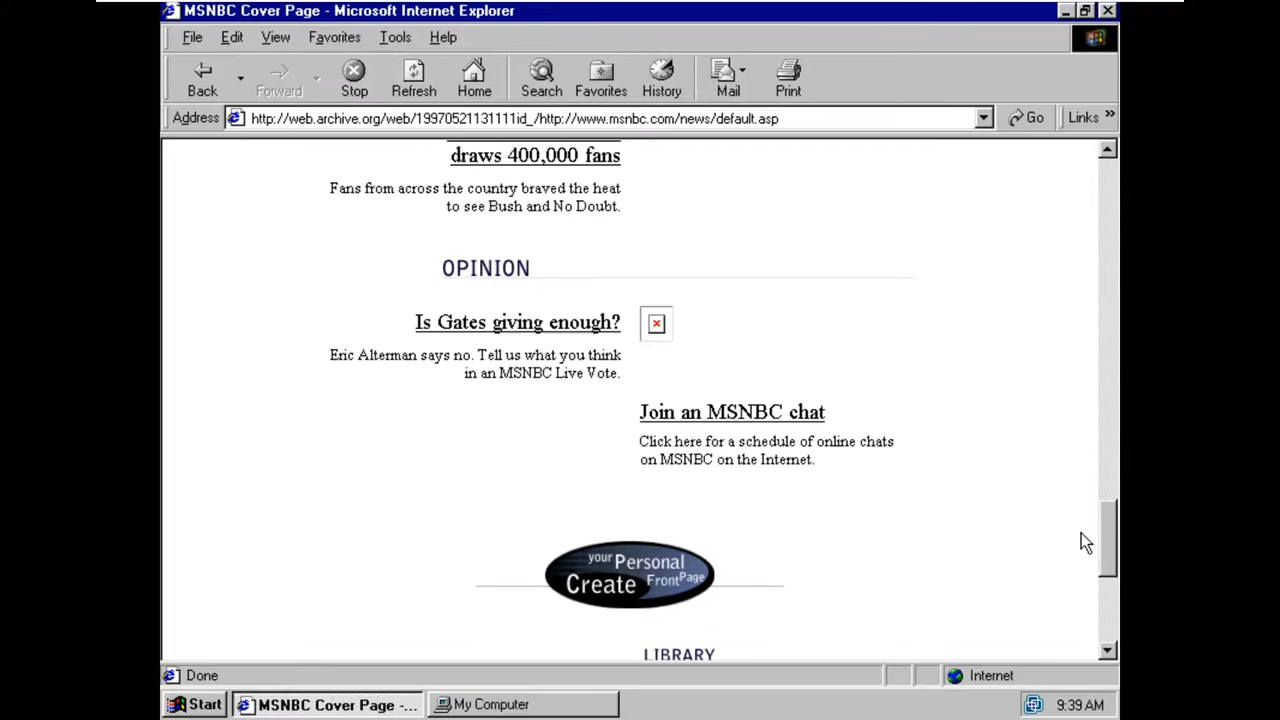 MSNBC Cover Page - Microsoft Internet Explorer
File Edit View Favorites Tools Help
Back Forward Stop Refresh Home Search Favorites History Mail Print
Address http://web.archive.org/web/19970521131111id_/http://www.msnbc.com/news/default.asp Go Links »
draws 400,000 fans
Fans from across the country braved the heat
to see Bush and No Doubt.
OPINION
Is Gates giving enough?
Eric Alterman says no. Tell us what you think
in an MSNBC Live Vote.
Join an MSNBC chat
Click here for a schedule of online chats
on MSNBC on the Internet.
your Personal
Create FrontPage
LIBRARY
Done Internet
Start MSNBC Cover Page -... My Computer 9:39 AM